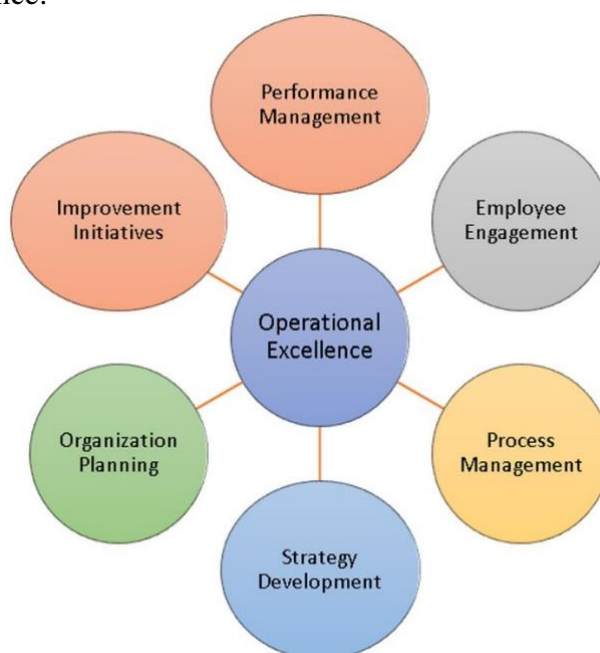 Performance
Management
Improvement
Initiatives
Employee
Engagement
Operational
Excellence
Organization
Planning
Process
Management
Strategy
Development